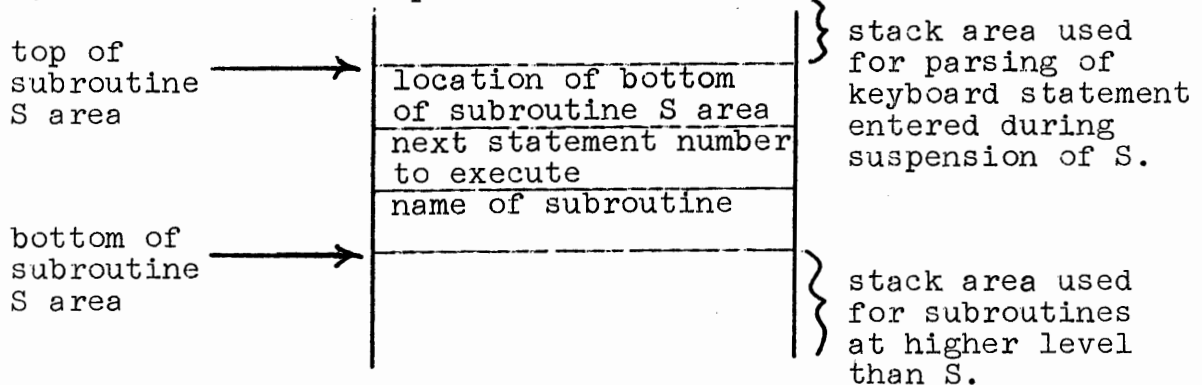 top of
subroutine
S area
location of bottom
of subroutine S area
next statement number
to execute
name of subroutine
bottom of
subroutine
S area
stack area used
for parsing of
keyboard statement
entered during
suspension of S.
stack area used
for subroutines
at higher level
than S.